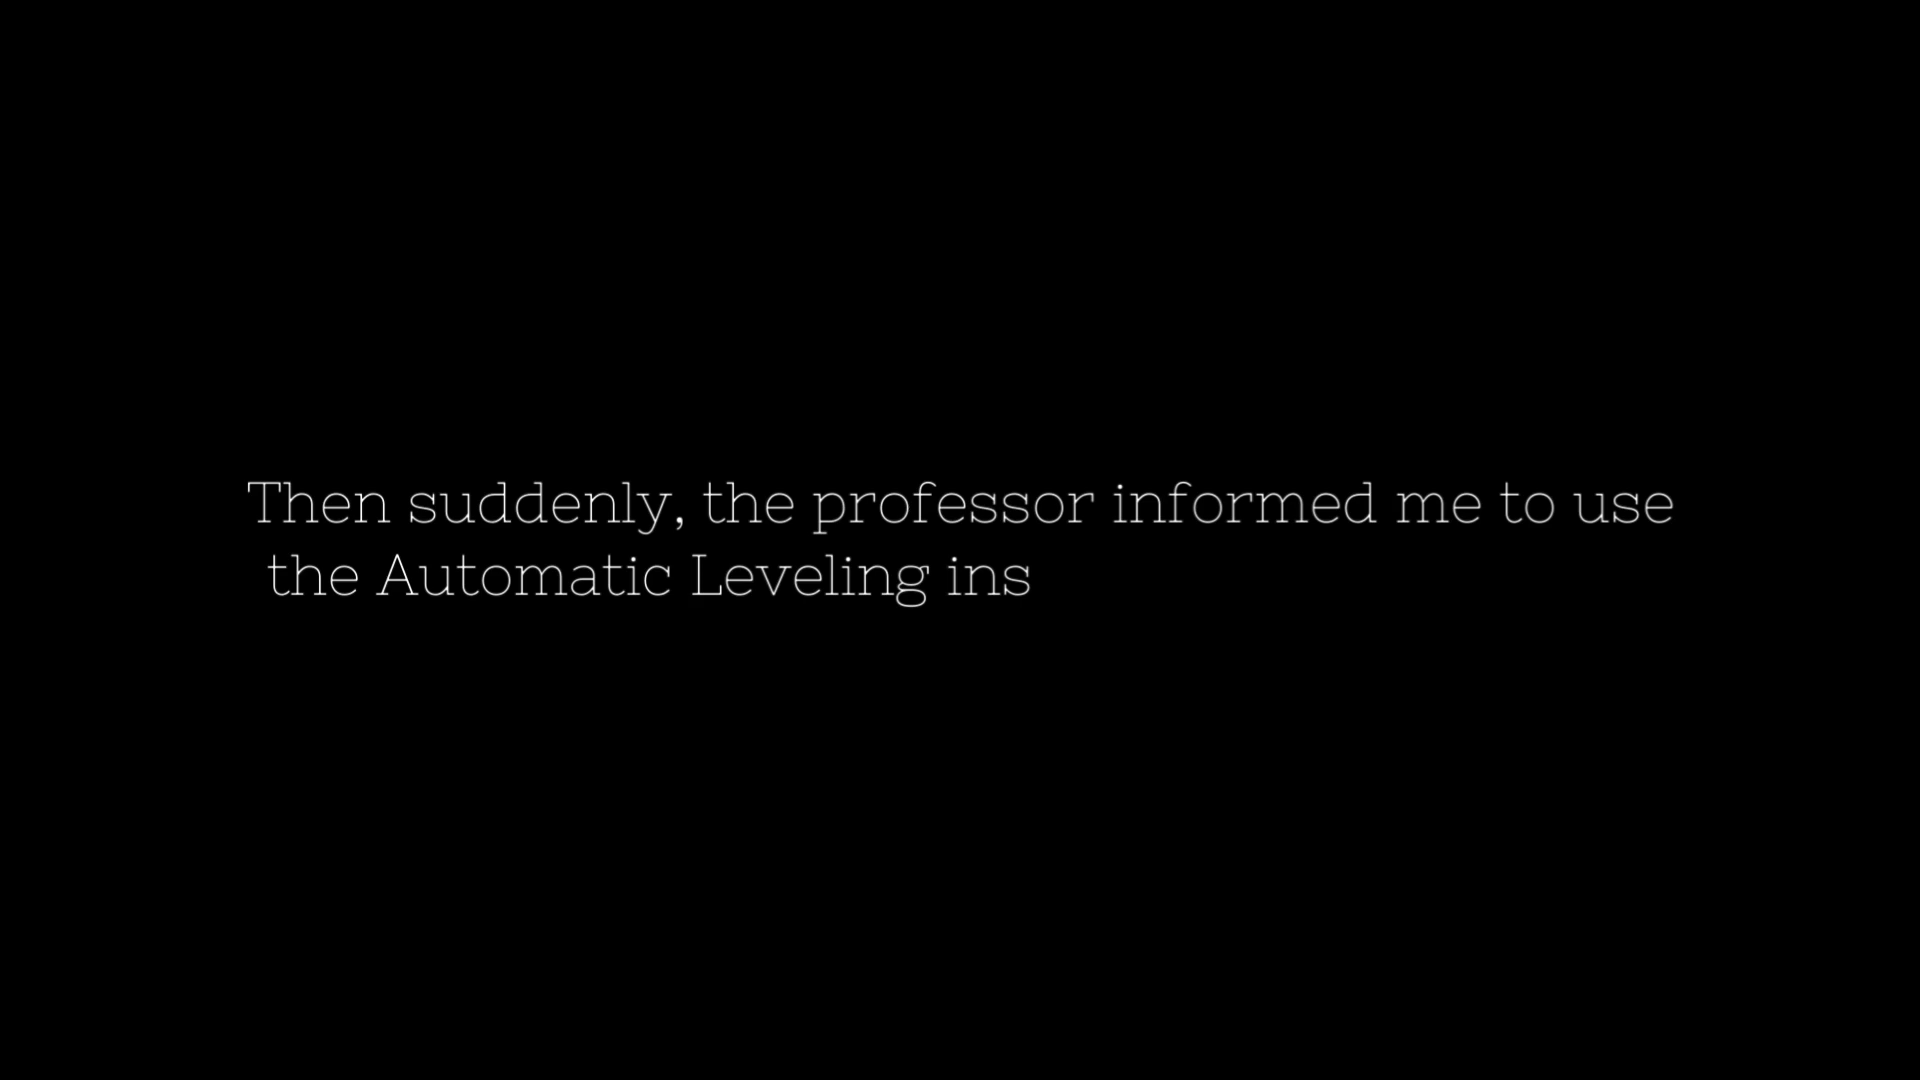 Then suddenly, the professor informed me to use
the Automatic Leveling ins